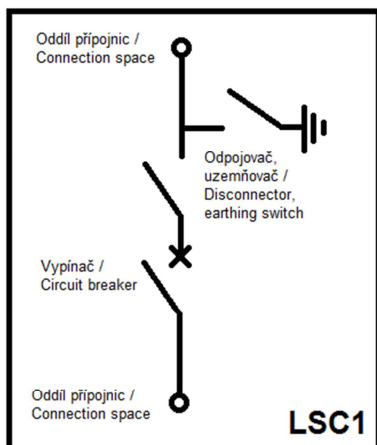 Oddíl přípojnic /
Connection space
Odpojovač,
uzemňovač /
Disconnector,
earthing switch
Vypínač /
Circuit breaker
Oddíl přípojnic /
Connection space
LSC1